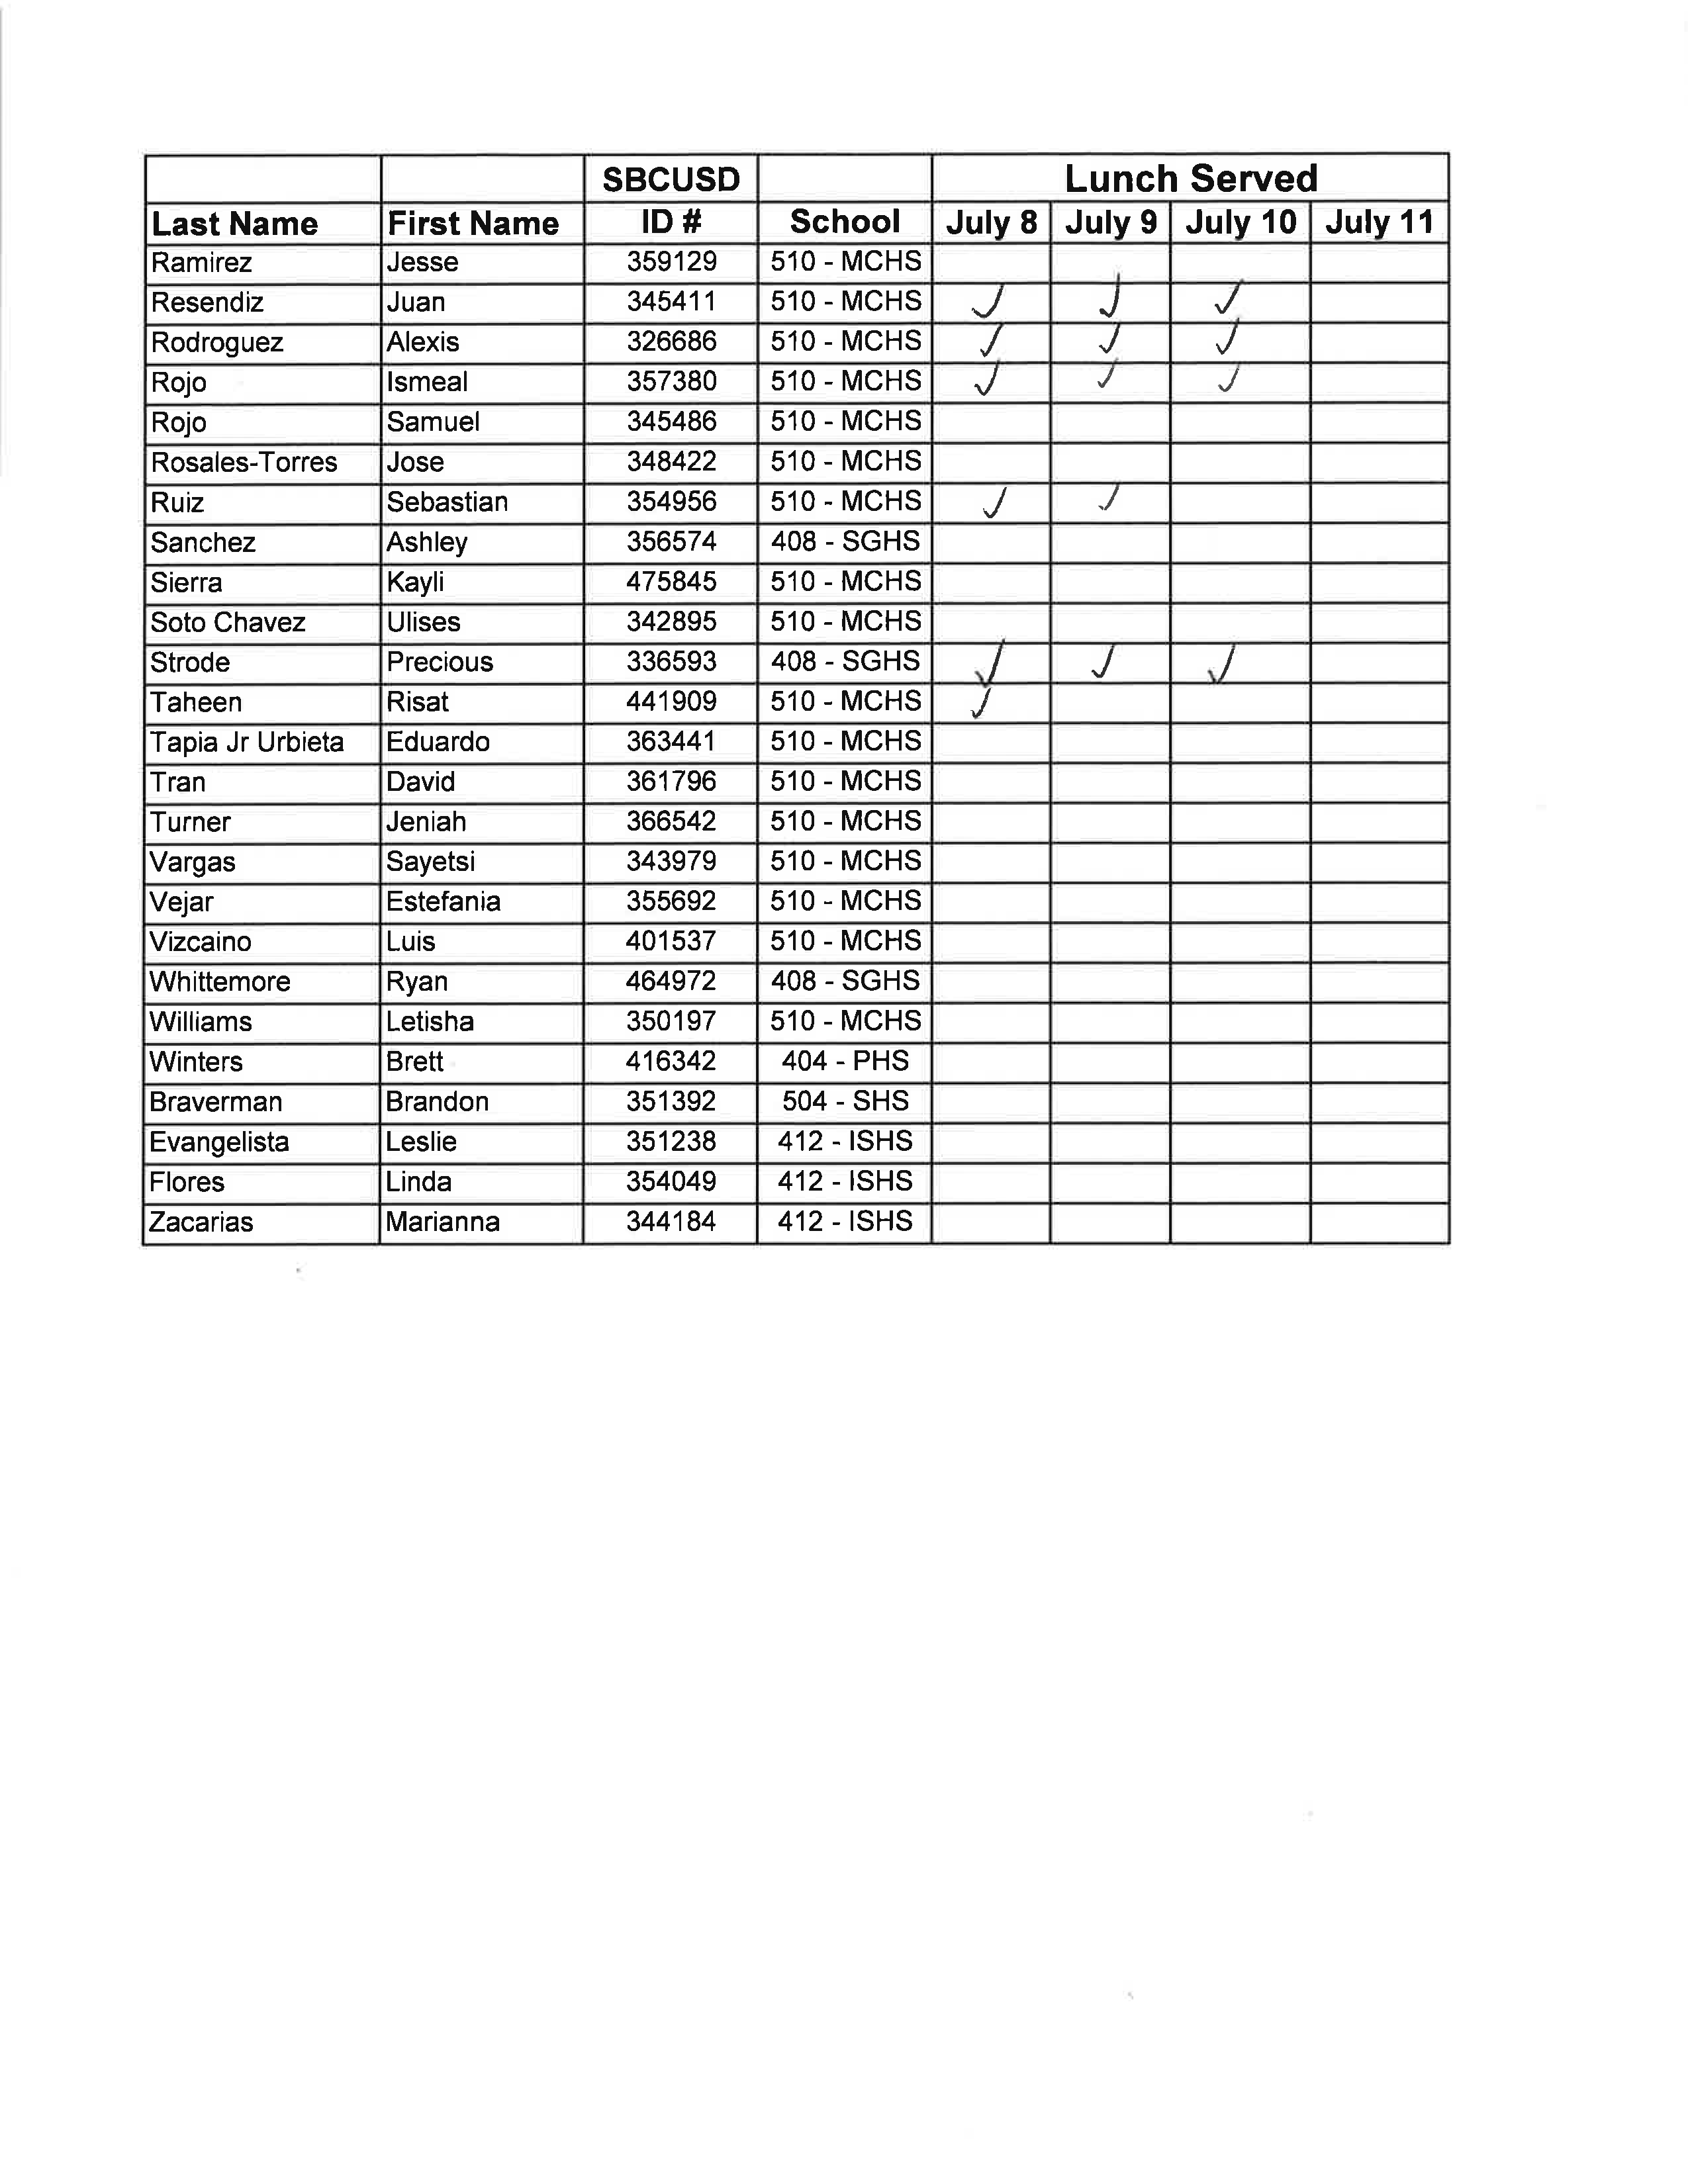 SBCUSD Lunch Served
Last Name First Name ID # School July 8 July 9 July 10 July 11
Ramirez Jesse 359129 510 - MCHS
Resendiz Juan 345411 510 - MCHS ✓ ✓ ✓
Rodroguez Alexis 326686 510 - MCHS ✓ ✓ ✓
Rojo Ismeal 357380 510 - MCHS ✓ ✓ ✓
Rojo Samuel 345486 510 - MCHS
Rosales-Torres Jose 348422 510 - MCHS
Ruiz Sebastian 354956 510 - MCHS ✓ ✓
Sanchez Ashley 356574 408 - SGHS
Sierra Kayli 475845 510 - MCHS
Soto Chavez Ulises 342895 510 - MCHS
Strode Precious 336593 408 - SGHS ✓ ✓ ✓
Taheen Risat 441909 510 - MCHS ✓
Tapia Jr Urbieta Eduardo 363441 510 - MCHS
Tran David 361796 510 - MCHS
Turner Jeniah 366542 510 - MCHS
Vargas Sayetsi 343979 510 - MCHS
Vejar Estefania 355692 510 - MCHS
Vizcaino Luis 401537 510 - MCHS
Whittemore Ryan 464972 408 - SGHS
Williams Letisha 350197 510 - MCHS
Winters Brett 416342 404 - PHS
Braverman Brandon 351392 504 - SHS
Evangelista Leslie 351238 412 - ISHS
Flores Linda 354049 412 - ISHS
Zacarias Marianna 344184 412 - ISHS